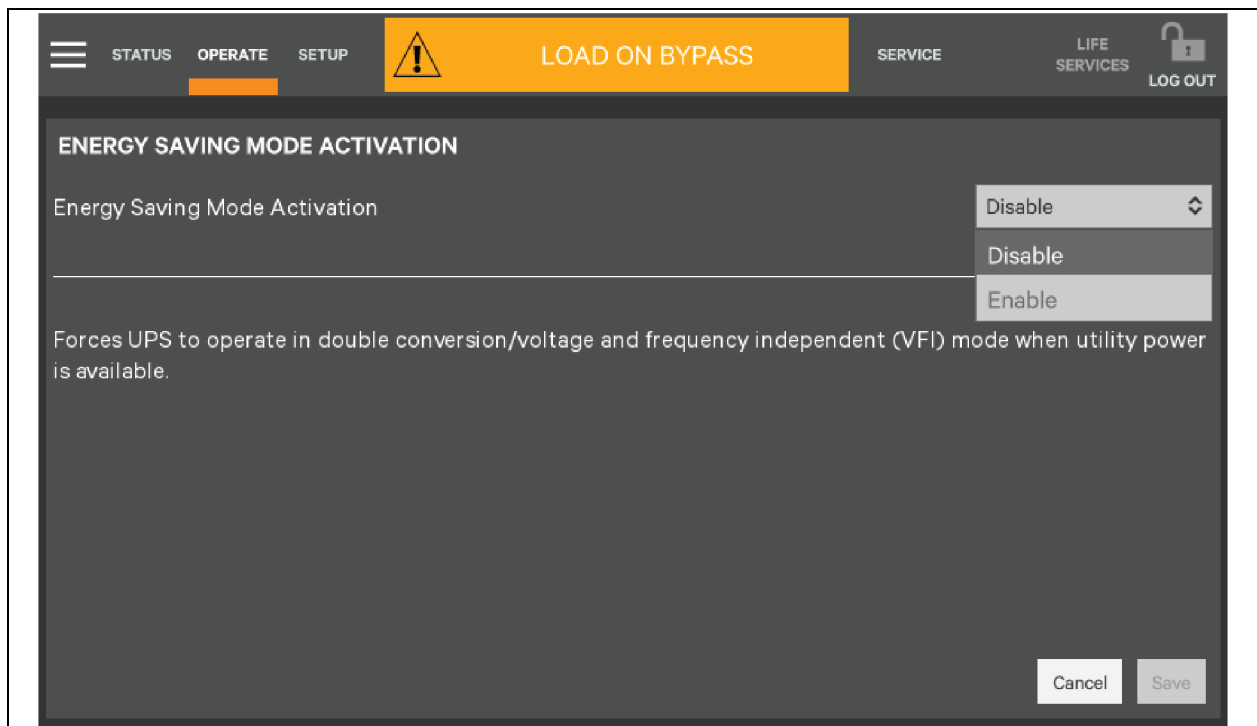 STATUS OPERATE SETUP LOAD ON BYPASS SERVICE LIFE
SERVICES LOG OUT
ENERGY SAVING MODE ACTIVATION
Energy Saving Mode Activation Disable
Disable
Enable
Forces UPS to operate in double conversion/voltage and frequency independent (VFI) mode when utility power
is available.
Cancel Save